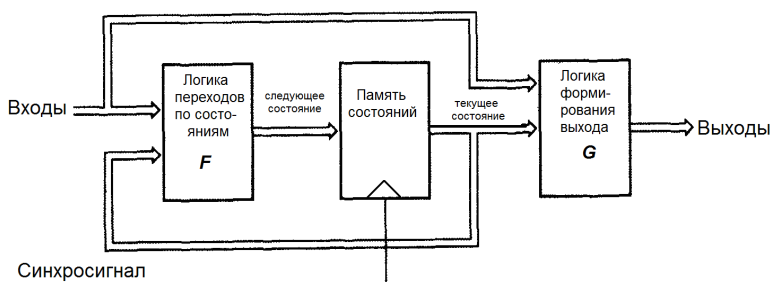 Входы
Логика
переходов
по состо-
яниям
F
следующее
состояние
Память
состояний
текущее
состояние
Логика
форми-
рования
выхода
G
Выходы
Синхросигнал